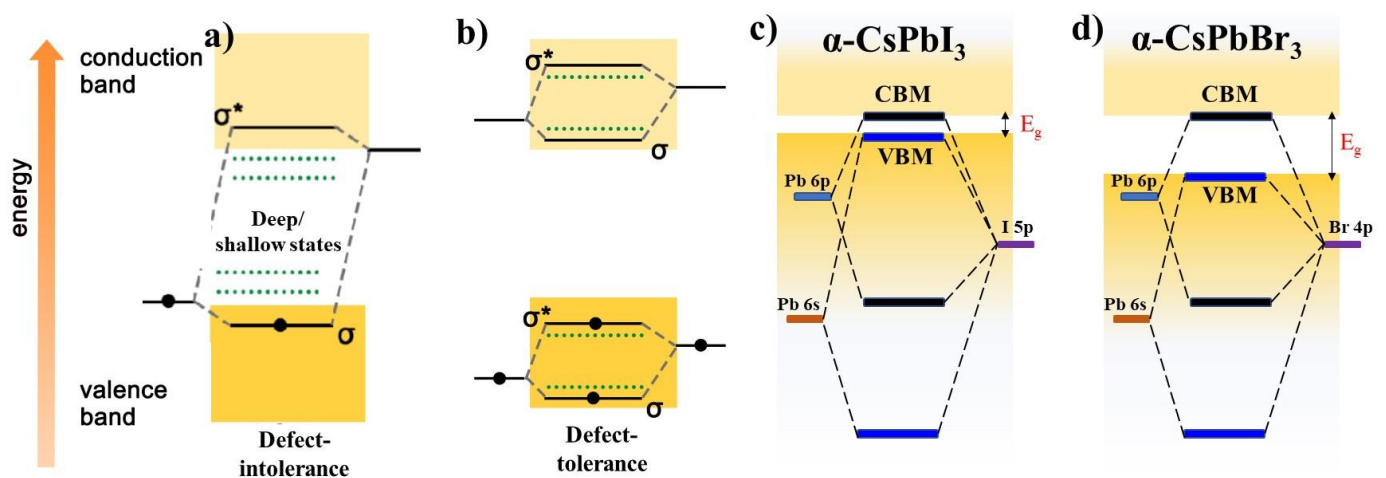 energy
conduction
band
valence
band
a)
σ*
Deep/
shallow states
σ
Defect-
intolerance
b)
σ*
σ
σ*
σ
Defect-
tolerance
c)
α-CsPbI3
CBM
Eg
VBM
Pb 6p
I 5p
Pb 6s
d)
α-CsPbBr3
CBM
Eg
Pb 6p
VBM
Br 4p
Pb 6s